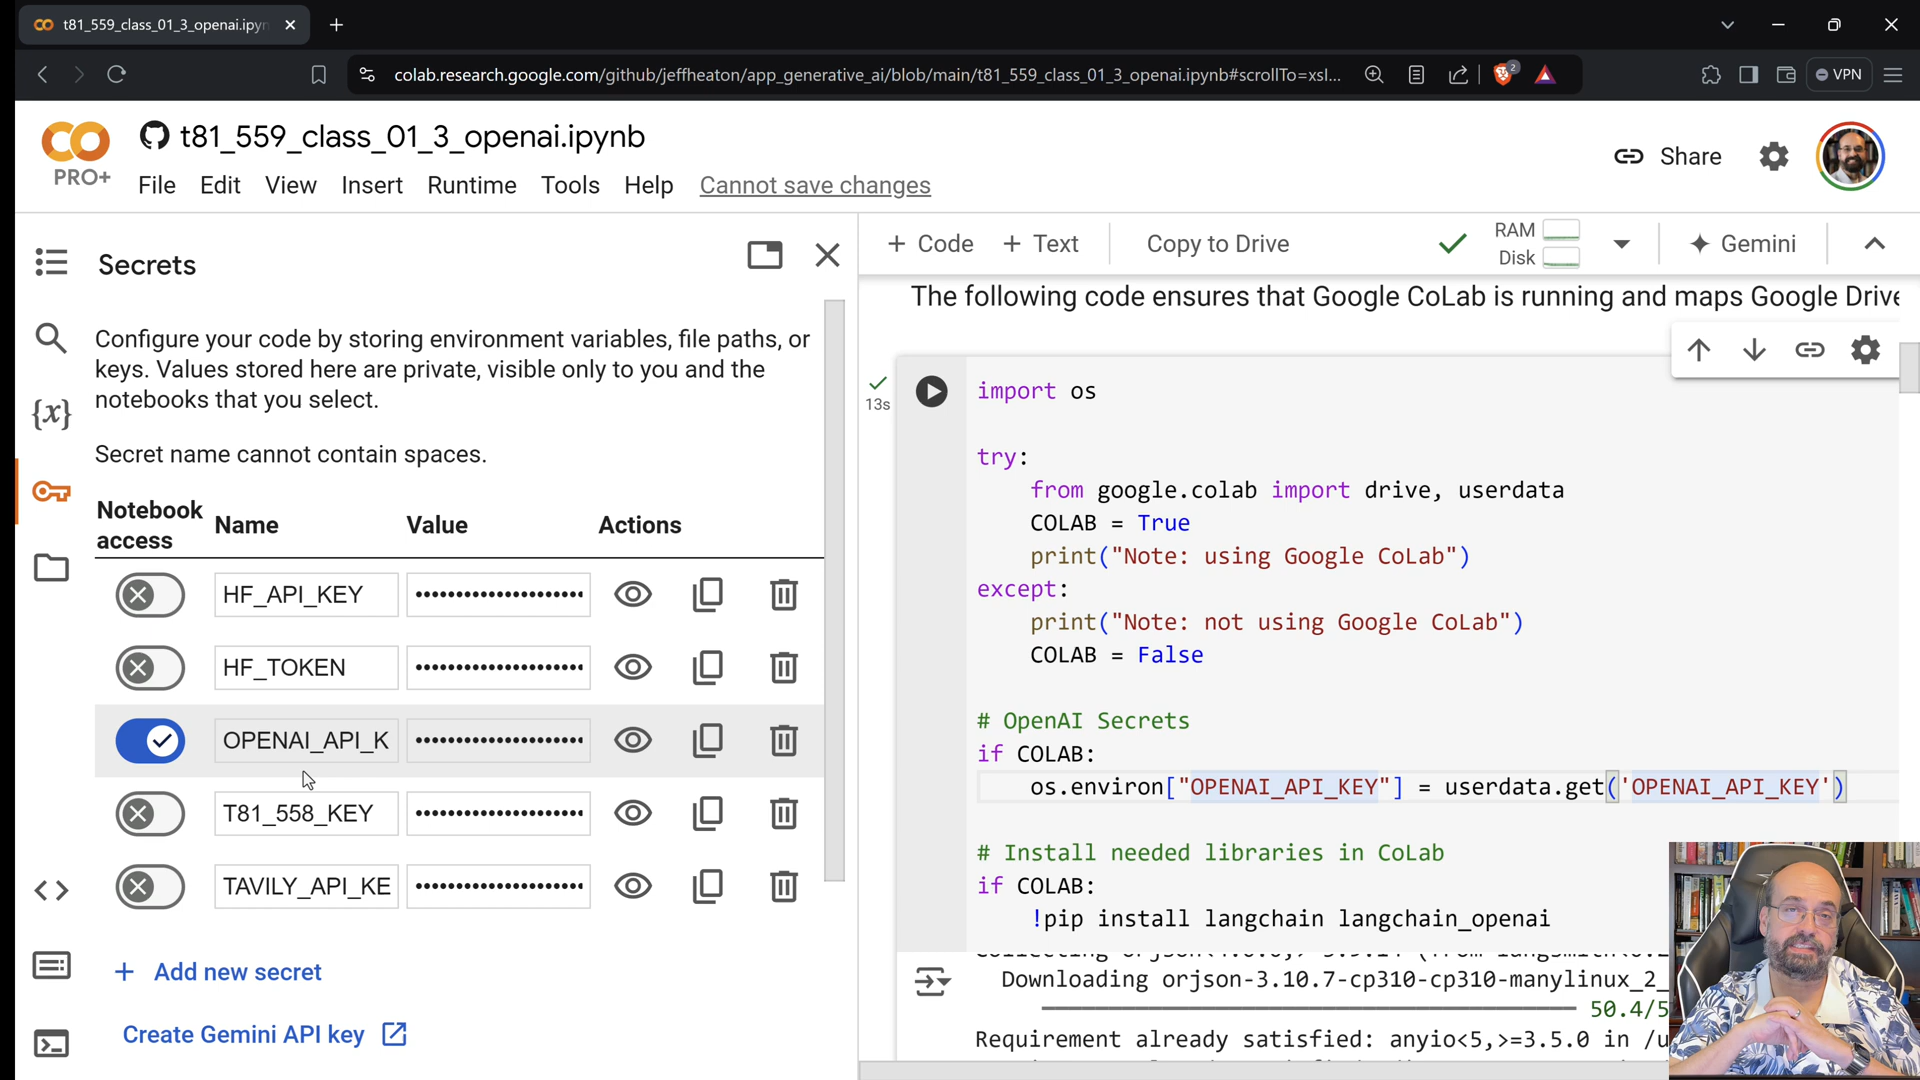 t81_559_class_01_3_openai.ipyn
colab.research.google.com/github/jeffheaton/app_generative_ai/blob/main/t81_559_class_01_3_openai.ipynb#scrollTo=xsI...
2
VPN
PRO+
t81_559_class_01_3_openai.ipynb
File Edit View Insert Runtime Tools Help Cannot save changes
Share
Secrets
Configure your code by storing environment variables, file paths, or
keys. Values stored here are private, visible only to you and the
notebooks that you select.
Secret name cannot contain spaces.
Notebook
access
Name
Value
Actions
HF_API_KEY
HF_TOKEN
OPENAI_API_K
T81_558_KEY
TAVILY_API_KE
+ Add new secret
Create Gemini API key
{x}
+ Code + Text
Copy to Drive
RAM
Disk
Gemini
The following code ensures that Google CoLab is running and maps Google Drive
13s
import os
try:
from google.colab import drive, userdata
COLAB = True
print("Note: using Google CoLab")
except:
print("Note: not using Google CoLab")
COLAB = False
# OpenAI Secrets
if COLAB:
os.environ["OPENAI_API_KEY"] = userdata.get('OPENAI_API_KEY')
# Install needed libraries in CoLab
if COLAB:
!pip install langchain langchain_openai
Downloading orjson-3.10.7-cp310-cp310-manylinux_2_
50.4/5
Requirement already satisfied: anyio<5,>=3.5.0 in /u